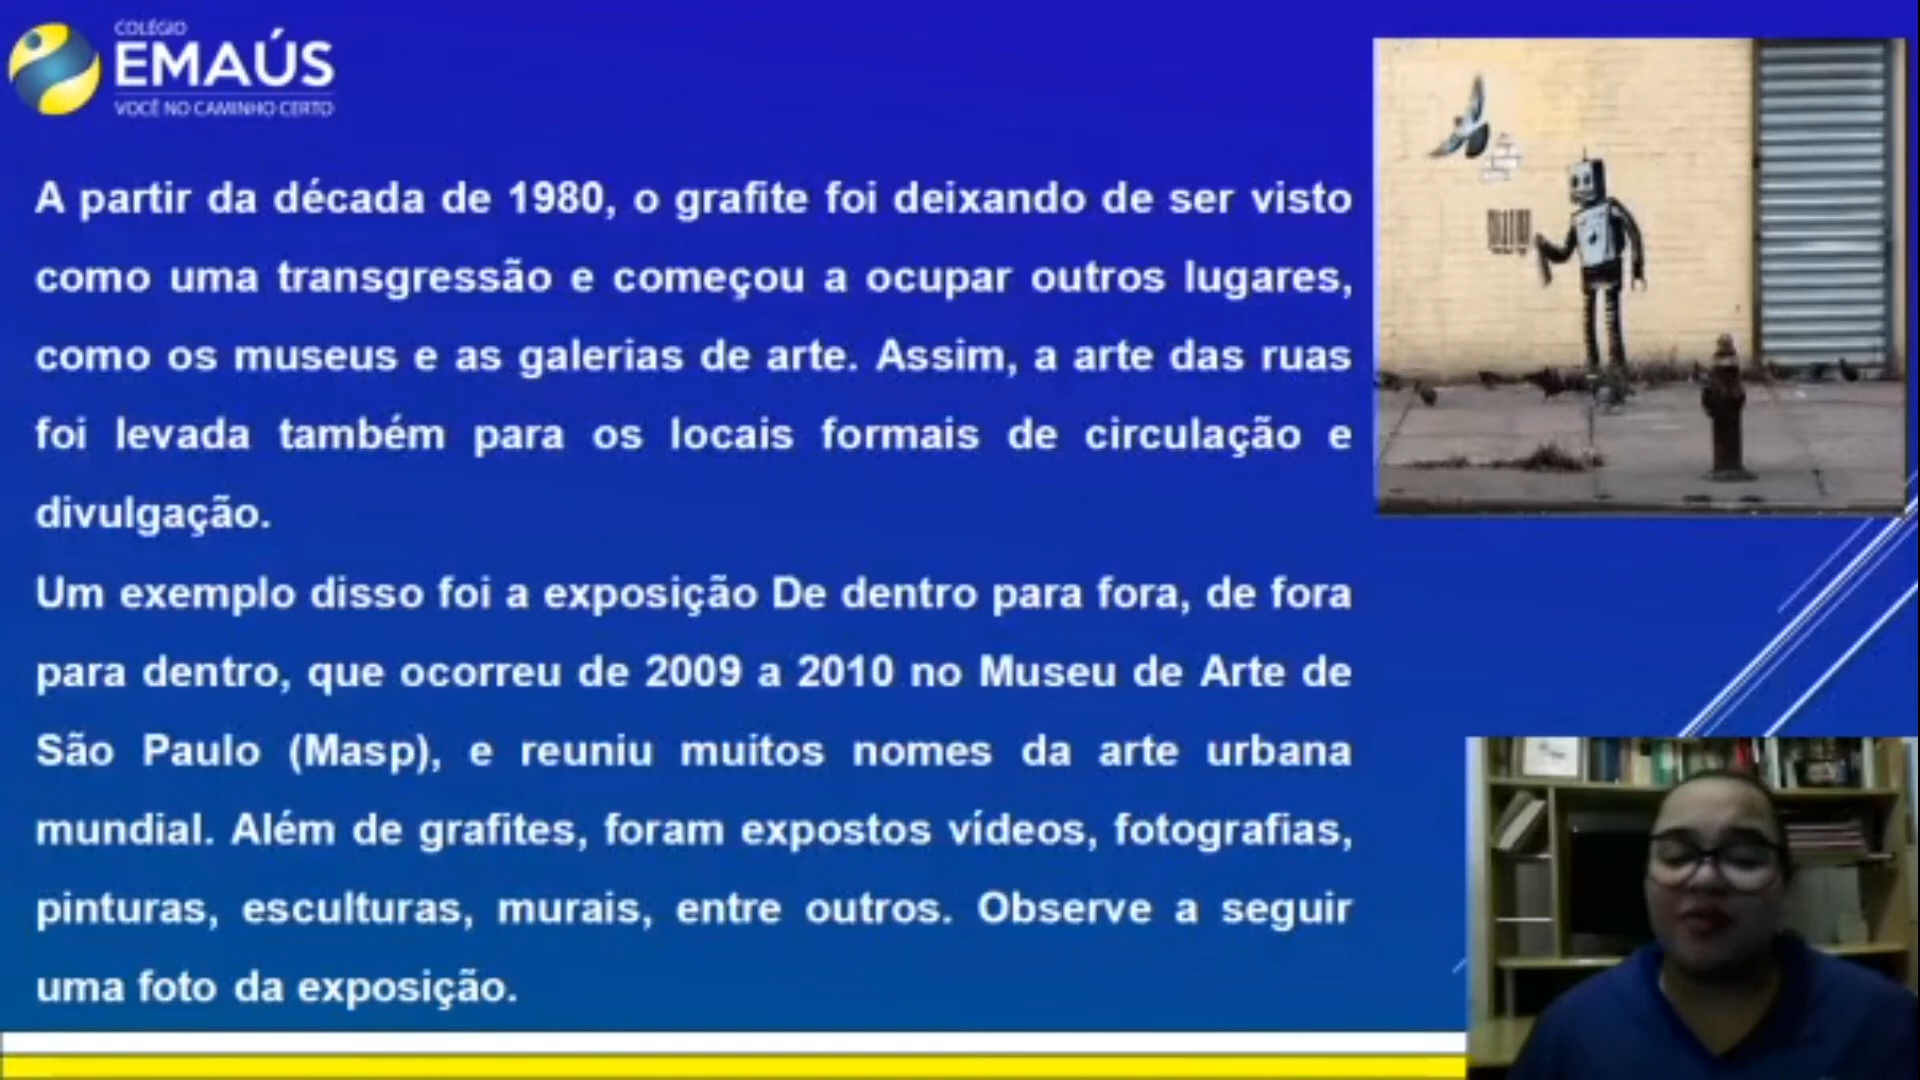 COLÉGIO
EMAÚS
VOCÊ NO CAMINHO CERTO
A partir da década de 1980, o grafite foi deixando de ser visto
como uma transgressão e começou a ocupar outros lugares,
como os museus e as galerias de arte. Assim, a arte das ruas
foi levada também para os locais formais de circulação e
divulgação.
Um exemplo disso foi a exposição De dentro para fora, de fora
para dentro, que ocorreu de 2009 a 2010 no Museu de Arte de
São Paulo (Masp), e reuniu muitos nomes da arte urbana
mundial. Além de grafites, foram expostos vídeos, fotografias,
pinturas, esculturas, murais, entre outros. Observe a seguir
uma foto da exposição.